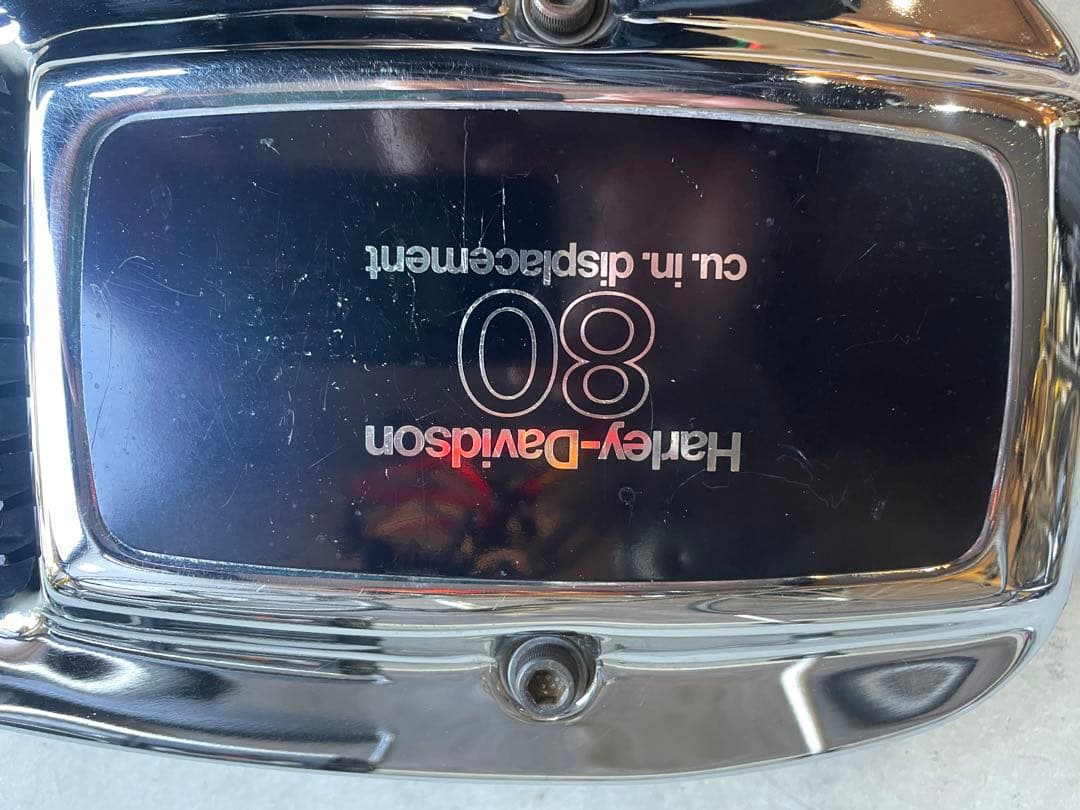 Harley-Davidson
80
cu. in. displacement